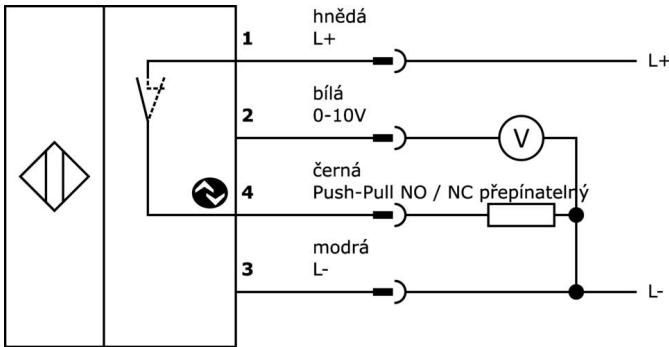 hnědá
1 L+
L+
bílá
2 0-10V
V
černá
4 Push-Pull NO / NC přepínatelný
modrá
3 L-
L-